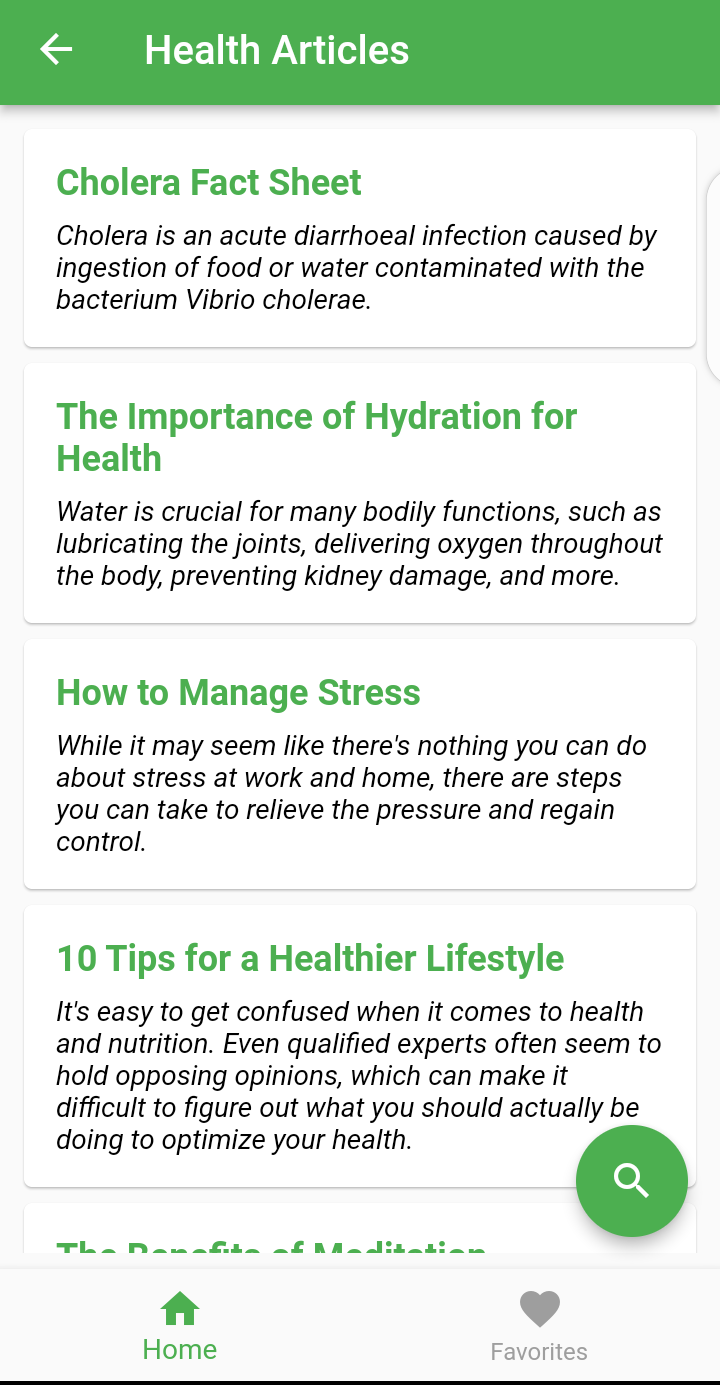 Health Articles
Cholera Fact Sheet
Cholera is an acute diarrhoeal infection caused by
ingestion of food or water contaminated with the
bacterium Vibrio cholerae.
The Importance of Hydration for
Health
Water is crucial for many bodily functions, such as
lubricating the joints, delivering oxygen throughout
the body, preventing kidney damage, and more.
How to Manage Stress
While it may seem like there's nothing you can do
about stress at work and home, there are steps
you can take to relieve the pressure and regain
control.
10 Tips for a Healthier Lifestyle
It's easy to get confused when it comes to health
and nutrition. Even qualified experts often seem to
hold opposing opinions, which can make it
difficult to figure out what you should actually be
doing to optimize your health.
The Benefits of Meditation
Home
Favorites